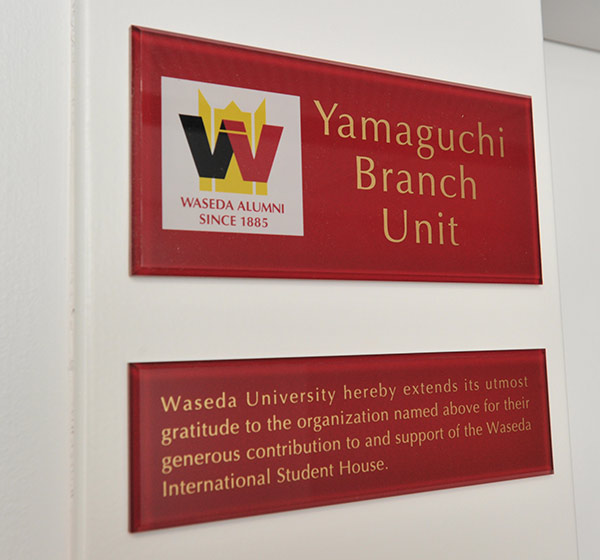 Yamaguchi
Branch
Unit
WASEDA ALUMNI
SINCE 1885
Waseda University hereby extends its utmost
gratitude to the organization named above for their
generous contribution to and support of the Waseda
International Student House.